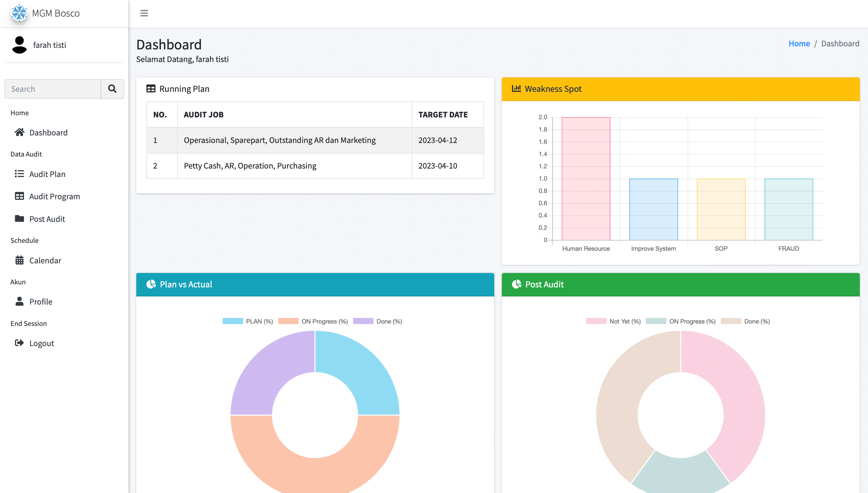 MGM Bosco
farah tisti
Search
Home
Dashboard
Data Audit
Audit Plan
Audit Program
Post Audit
Schedule
Calendar
Akun
Profile
End Session
Logout
Dashboard
Home / Dashboard
Selamat Datang, farah tisti
Running Plan
NO. AUDIT JOB TARGET DATE
1 Operasional, Sparepart, Outstanding AR dan Marketing 2023-04-12
2 Petty Cash, AR, Operation, Purchasing 2023-04-10
Weakness Spot
2.0
1.8
1.6
1.4
1.2
1.0
0.8
0.6
0.4
0.2
0
Human Resource Improve System SOP FRAUD
Plan vs Actual
PLAN (%) ON Progress (%) Done (%)
Post Audit
Not Yet (%) ON Progress (%) Done (%)